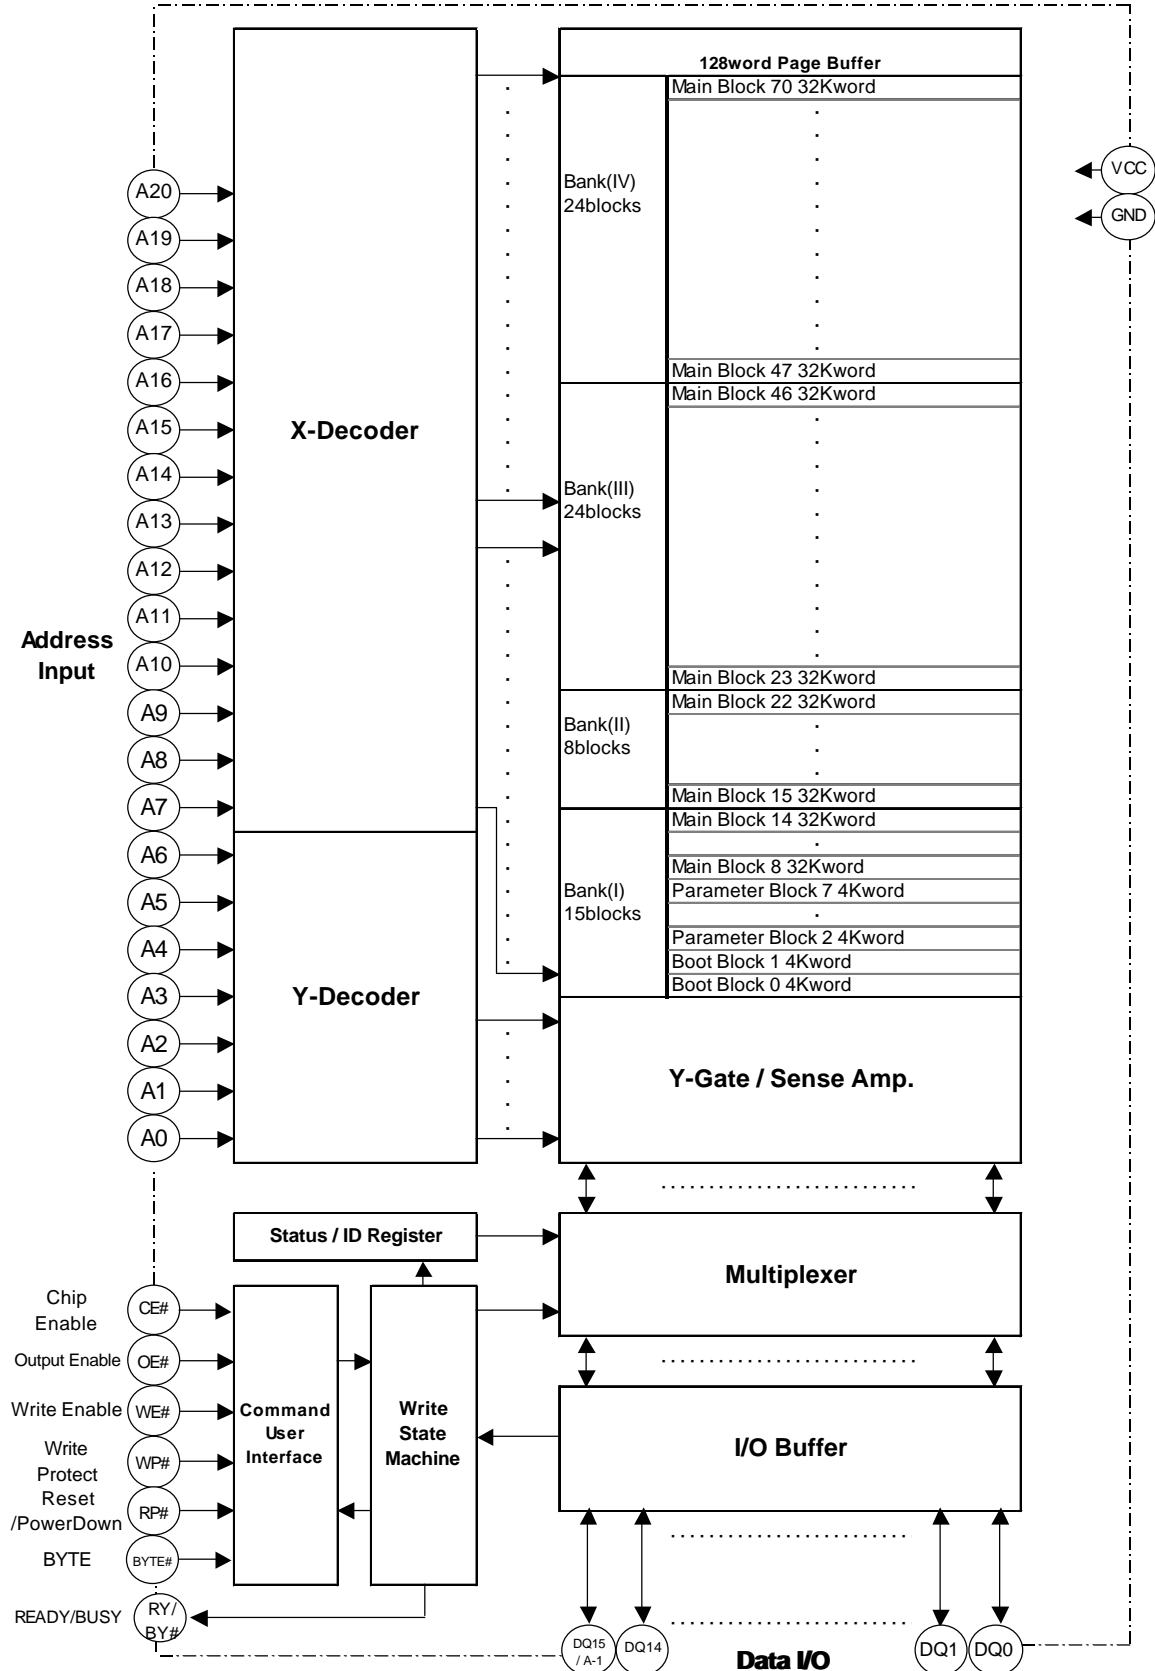 128word Page Buffer
Main Block 70 32Kword
Bank(IV)
24blocks
Main Block 47 32Kword
Main Block 46 32Kword
Bank(III)
24blocks
Main Block 23 32Kword
Main Block 22 32Kword
Bank(II)
8blocks
Main Block 15 32Kword
Main Block 14 32Kword
Main Block 8 32Kword
Parameter Block 7 4Kword
Bank(I)
15blocks
Parameter Block 2 4Kword
Boot Block 1 4Kword
Boot Block 0 4Kword
VCC
GND
Address
Input
A20
A19
A18
A17
A16
A15
A14
A13
A12
A11
A10
A9
A8
A7
A6
A5
A4
A3
A2
A1
A0
X-Decoder
Y-Decoder
Y-Gate / Sense Amp.
Status / ID Register
Multiplexer
Chip
Enable
CE#
Output Enable
OE#
Write Enable
WE#
Write
Protect
WP#
Reset
/PowerDown
RP#
BYTE
BYTE#
READY/BUSY
RY/
BY#
Command
User
Interface
Write
State
Machine
I/O Buffer
DQ15
/ A-1
DQ14
DQ1
DQ0
Data I/O